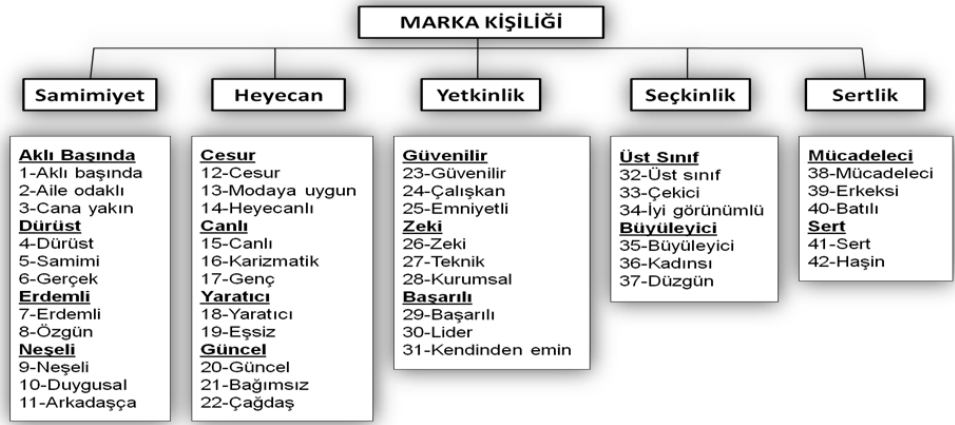 MARKA KİŞİLİĞİ
Samimiyet
Aklı Başında
1-Aklı başında
2-Aile odaklı
3-Cana yakın
Dürüst
4-Dürüst
5-Samimi
6-Gerçek
Erdemli
7-Erdemli
8-Özgün
Neşeli
9-Neşeli
10-Duygusal
11-Arkadaşça
Heyecan
Cesur
12-Cesur
13-Modaya uygun
14-Heyecanlı
Canlı
15-Canlı
16-Karizmatik
17-Genç
Yaratıcı
18-Yaratıcı
19-Eşsiz
Güncel
20-Güncel
21-Bağımsız
22-Çağdaş
Yetkinlik
Güvenilir
23-Güvenilir
24-Çalışkan
25-Emniyetli
Zeki
26-Zeki
27-Teknik
28-Kurumsal
Başarılı
29-Başarılı
30-Lider
31-Kendinden emin
Seçkinlik
Üst Sınıf
32-Üst sınıf
33-Çekici
34-İyi görünümlü
Büyüleyici
35-Büyüleyici
36-Kadınsı
37-Düzgün
Sertlik
Mücadeleci
38-Mücadeleci
39-Erkeksi
40-Batılı
Sert
41-Sert
42-Haşin